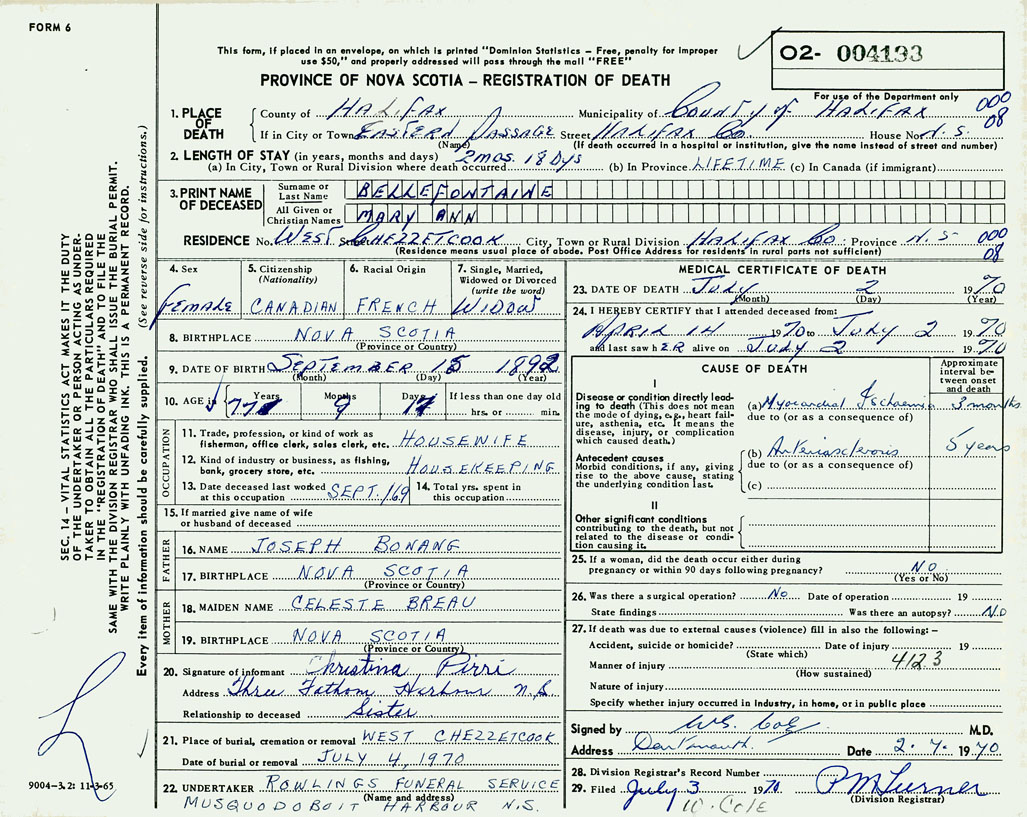 FORM 6
This form, if placed in an envelope, on which is printed "Dominion Statistics – Free, penalty for improper
use $50," and properly addressed will pass through the mail "FREE"
PROVINCE OF NOVA SCOTIA – REGISTRATION OF DEATH
02- 004193
For use of the Department only
000
08
1. PLACE OF DEATH
County of HALIFAX Municipality of COUNTY OF HALIFAX
If in City or Town EASTERN PASSAGE Street HALIFAX Co. House No. N.S.
(Name) (If death occurred in a hospital or institution, give the name instead of street and number)
2. LENGTH OF STAY (in years, months and days) 2 mos. 18 Dys
(a) In City, Town or Rural Division where death occurred (b) In Province LIFETIME (c) In Canada (if immigrant)
3. PRINT NAME OF DECEASED
Surname or Last Name BELLEFONTAINE
All Given or Christian Names MARY ANN
RESIDENCE No. WEST Street CHEZZETCOOK City, Town or Rural Division HALIFAX Co. Province N.S. 000
(Residence means usual place of abode. Post Office Address for residents in rural parts not sufficient) 08
4. Sex Female
5. Citizenship (Nationality) CANADIAN
6. Racial Origin FRENCH
7. Single, Married, Widowed or Divorced (write the word) WIDOW
8. BIRTHPLACE NOVA SCOTIA
(Province or Country)
9. DATE OF BIRTH SEPTEMBER 15 1892
(Month) (Day) (Year)
10. AGE in Years 77 Months 9 Days 17 If less than one day old
hrs. or min.
OCCUPATION
11. Trade, profession, or kind of work as
fisherman, office clerk, sales clerk, etc. HOUSEWIFE
12. Kind of industry or business, as fishing,
bank, grocery store, etc. HOUSEKEEPING
13. Date deceased last worked
at this occupation SEPT./69
14. Total yrs. spent in
this occupation
15. If married give name of wife
or husband of deceased
FATHER
16. NAME JOSEPH BONANG
17. BIRTHPLACE NOVA SCOTIA
(Province or Country)
MOTHER
18. MAIDEN NAME CELESTE BREAU
19. BIRTHPLACE NOVA SCOTIA
(Province or Country)
20. Signature of informant Christina Pirri
Address Three Fathom Harbour N.S.
Relationship to deceased Sister
21. Place of burial, cremation or removal WEST CHEZZETCOOK
Date of burial or removal JULY 4, 1970
22. UNDERTAKER ROWLINGS FUNERAL SERVICE
(Name and address)
MUSQUODOBOIT HARBOUR N.S.
MEDICAL CERTIFICATE OF DEATH
23. DATE OF DEATH JULY 2 1970
(Month) (Day) (Year)
24. I HEREBY CERTIFY that I attended deceased from:
APRIL 14 1970 to JULY 2 1970
and last saw hER alive on JULY 2 1970
CAUSE OF DEATH
Approximate interval between onset and death
I
Disease or condition directly leading to death (This does not
mean the mode of dying, e.g., heart failure, asthenia, etc. It means the
disease, injury, or complication
which caused death.)
(a) Myocardial Ischaemia 3 months
due to (or as a consequence of)
Antecedent causes
Morbid conditions, if any, giving
rise to the above cause, stating
the underlying condition last.
(b) Arteriosclerosis 5 years
due to (or as a consequence of)
(c)
II
Other significant conditions
contributing to the death, but not
related to the disease or condition causing it.
25. If a woman, did the death occur either during
pregnancy or within 90 days following pregnancy? NO
(Yes or No)
26. Was there a surgical operation? No Date of operation 19
State findings Was there an autopsy? NO
27. If death was due to external causes (violence) fill in also the following: –
Accident, suicide or homicide? Date of injury 19
(State which)
Manner of injury 4123
(How sustained)
Nature of injury
Specify whether injury occurred in industry, in home, or in public place
Signed by W.G. Cole M.D.
Address Dartmouth Date 2. 7. 1970
28. Division Registrar's Record Number
29. Filed July 3 1970 PM Turner
(Division Registrar)
W. Cole
SEC. 14 – VITAL STATISTICS ACT MAKES IT THE DUTY
OF THE UNDERTAKER OR PERSON ACTING AS UNDER-
TAKER TO OBTAIN ALL THE PARTICULARS REQUIRED
IN THE "REGISTRATION OF DEATH" AND TO FILE THE
SAME WITH THE DIVISION REGISTRAR WHO SHALL ISSUE THE BURIAL PERMIT.
WRITE PLAINLY WITH UNFADING INK. THIS IS A PERMANENT RECORD.
Every item of information should be carefully supplied. (See reverse side for instructions.)
9004–3.2: 11-3-65